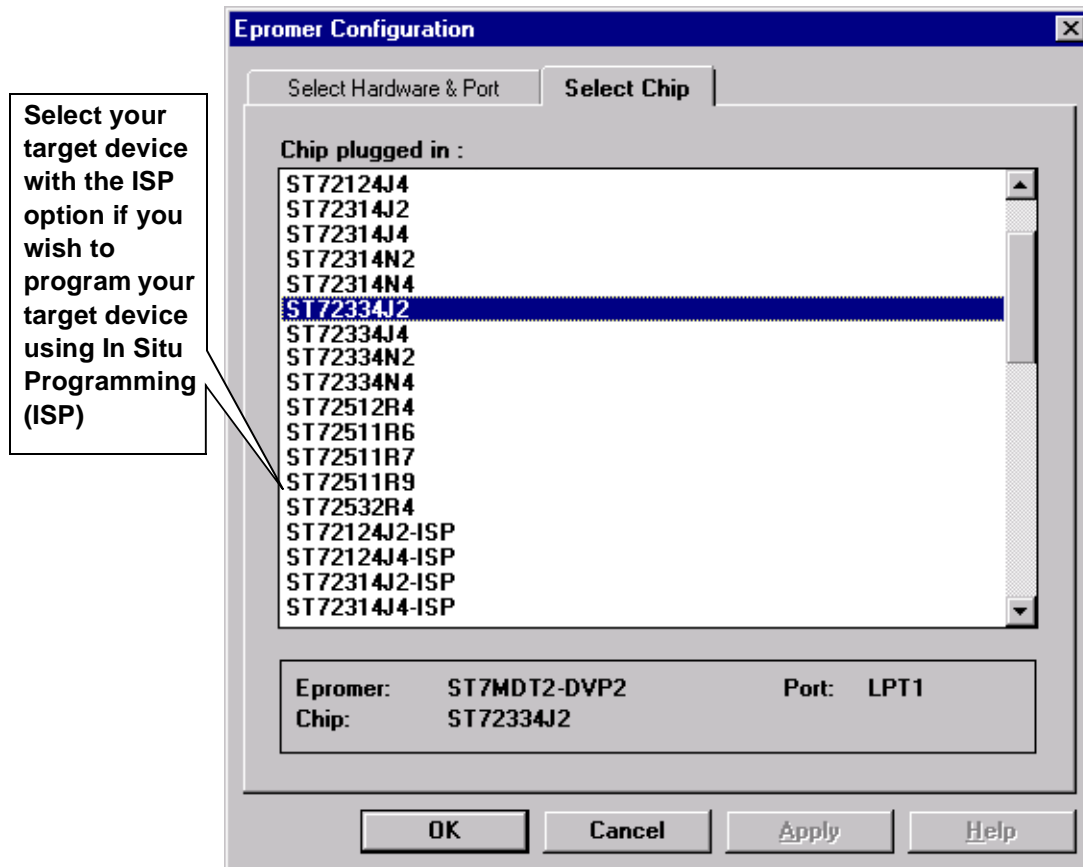 Epromer Configuration
Select Hardware & Port
Select Chip
Select your
target device
with the ISP
option if you
wish to
program your
target device
using In Situ
Programming
(ISP)
Chip plugged in :
ST72124J4
ST72314J2
ST72314J4
ST72314N2
ST72314N4
ST72334J2
ST72334J4
ST72334N2
ST72334N4
ST72512R4
ST72511R6
ST72511R7
ST72511R9
ST72532R4
ST72124J2-ISP
ST72124J4-ISP
ST72314J2-ISP
ST72314J4-ISP
Epromer: ST7MDT2-DVP2 Port: LPT1
Chip: ST72334J2
OK Cancel Apply Help